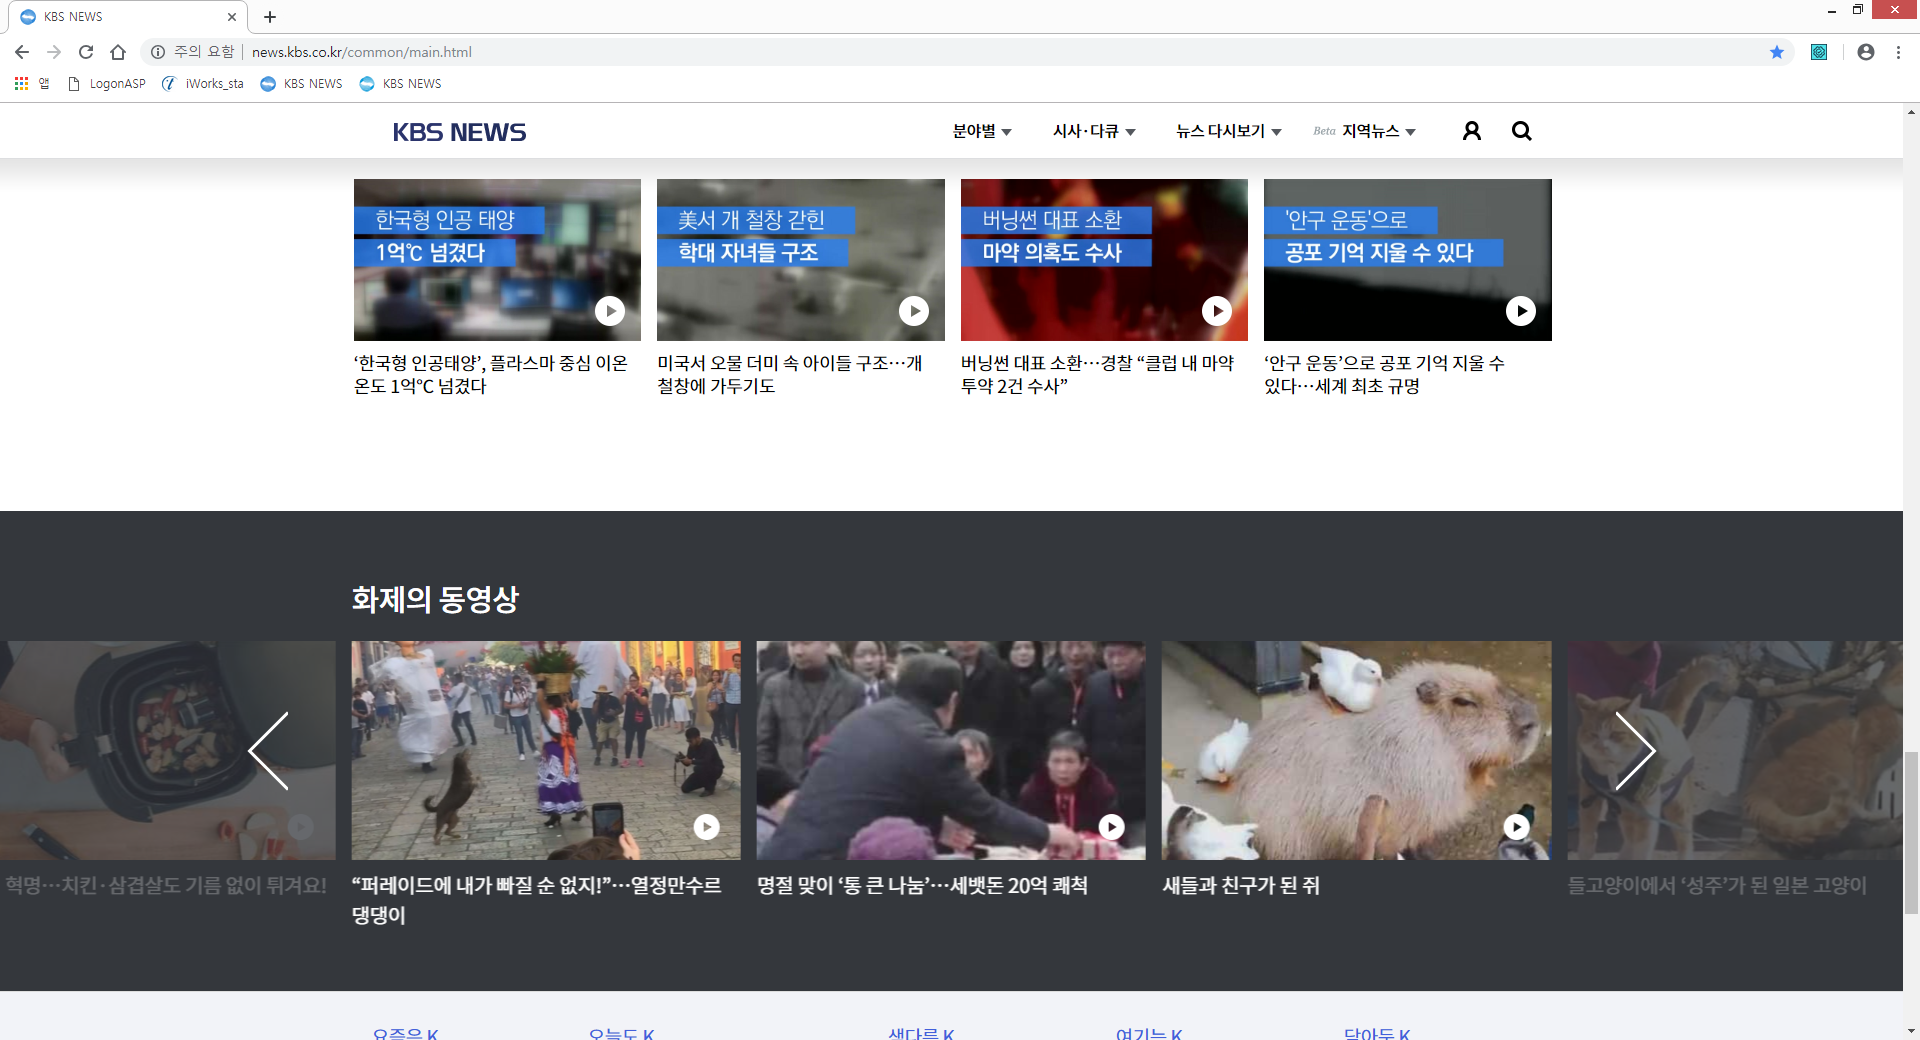 KBS NEWS
주의 요함 | news.kbs.co.kr/common/main.html
앱 LogonASP iWorks_sta KBS NEWS KBS NEWS
KBS NEWS 분야별 시사·다큐 뉴스 다시보기 Beta 지역뉴스
한국형 인공 태양
1억℃ 넘겼다
‘한국형 인공태양’, 플라스마 중심 이온
온도 1억℃ 넘겼다
美서 개 철창 갇힌
학대 자녀들 구조
미국서 오물 더미 속 아이들 구조…개
철창에 가두기도
버닝썬 대표 소환
마약 의혹도 수사
버닝썬 대표 소환…경찰 “클럽 내 마약
투약 2건 수사”
'안구 운동'으로
공포 기억 지울 수 있다
‘안구 운동’으로 공포 기억 지울 수
있다…세계 최초 규명
화제의 동영상
혁명…치킨·삼겹살도 기름 없이 튀겨요!
“퍼레이드에 내가 빠질 순 없지!”…열정만수르
댕댕이
명절 맞이 ‘통 큰 나눔’…세뱃돈 20억 쾌척
새들과 친구가 된 쥐
들고양이에서 ‘성주’가 된 일본 고양이
요즘은 K 오늘도 K 색다른 K 여기는 K 담아둔 K